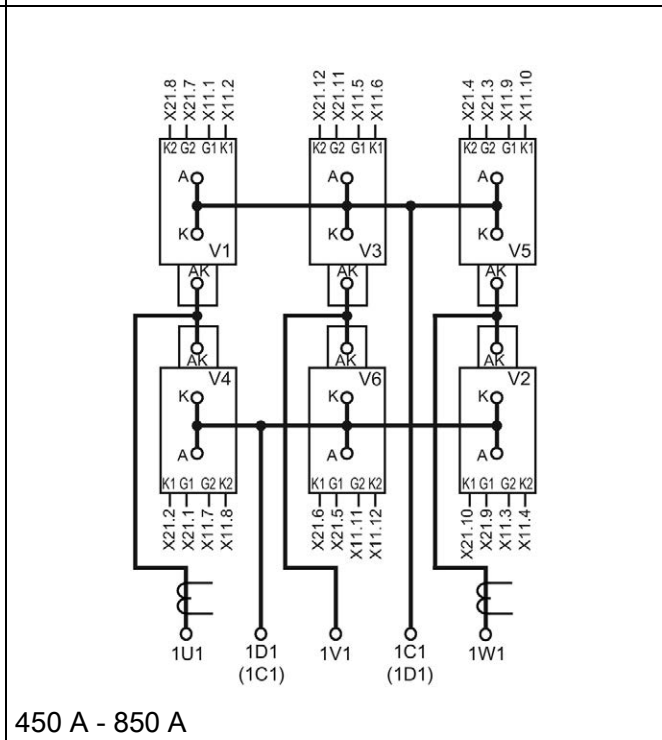 X21.8 X21.7 X11.1 X11.2 X21.12 X21.11 X11.5 X11.6 X21.4 X21.3 X11.9 X11.10
K2 G2 G1 K1 K2 G2 G1 K1 K2 G2 G1 K1
A A A
K K K
V1 V3 V5
AK AK AK
AK AK AK
V4 V6 V2
K K K
A A A
K1 G1 G2 K2 K1 G1 G2 K2 K1 G1 G2 K2
X21.2 X21.1 X11.7 X11.8 X21.6 X21.5 X11.11 X11.12 X21.10 X21.9 X11.3 X11.4
1U1 1D1 1V1 1C1 1W1
(1C1) (1D1)
450 A - 850 A